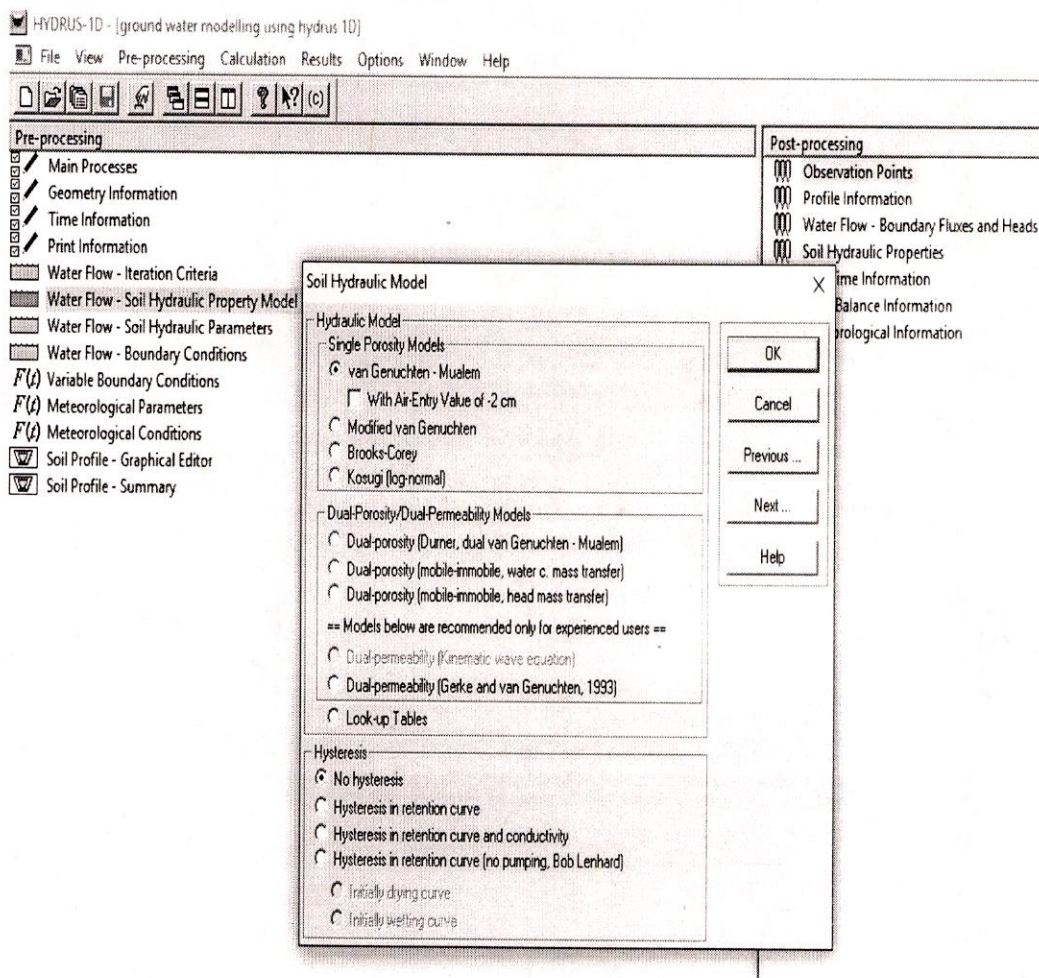 HYDRUS-1D - [ground water modelling using hydrus 1D]
File View Pre-processing Calculation Results Options Window Help
Pre-processing
Main Processes
Geometry Information
Time Information
Print Information
Water Flow - Iteration Criteria
Water Flow - Soil Hydraulic Property Model
Water Flow - Soil Hydraulic Parameters
Water Flow - Boundary Conditions
F(t) Variable Boundary Conditions
F(t) Meteorological Parameters
F(t) Meteorological Conditions
Soil Profile - Graphical Editor
Soil Profile - Summary
Post-processing
Observation Points
Profile Information
Water Flow - Boundary Fluxes and Heads
Soil Hydraulic Properties
ime Information
Balance Information
orological Information
Soil Hydraulic Model
Hydraulic Model
Single Porosity Models
van Genuchten - Mualem
With Air-Entry Value of -2 cm
Modified van Genuchten
Brooks-Corey
Kosugi (log-normal)
Dual-Porosity/Dual-Permeability Models
Dual-porosity (Durner, dual van Genuchten - Mualem)
Dual-porosity (mobile-immobile, water c. mass transfer)
Dual-porosity (mobile-immobile, head mass transfer)
== Models below are recommended only for experienced users ==
Dual-permeability (Kinematic wave equation)
Dual-permeability (Gerke and van Genuchten, 1993)
Look-up Tables
Hysteresis
No hysteresis
Hysteresis in retention curve
Hysteresis in retention curve and conductivity
Hysteresis in retention curve (no pumping, Bob Lenhard)
Initially drying curve
Initially wetting curve
OK
Cancel
Previous ...
Next ...
Help